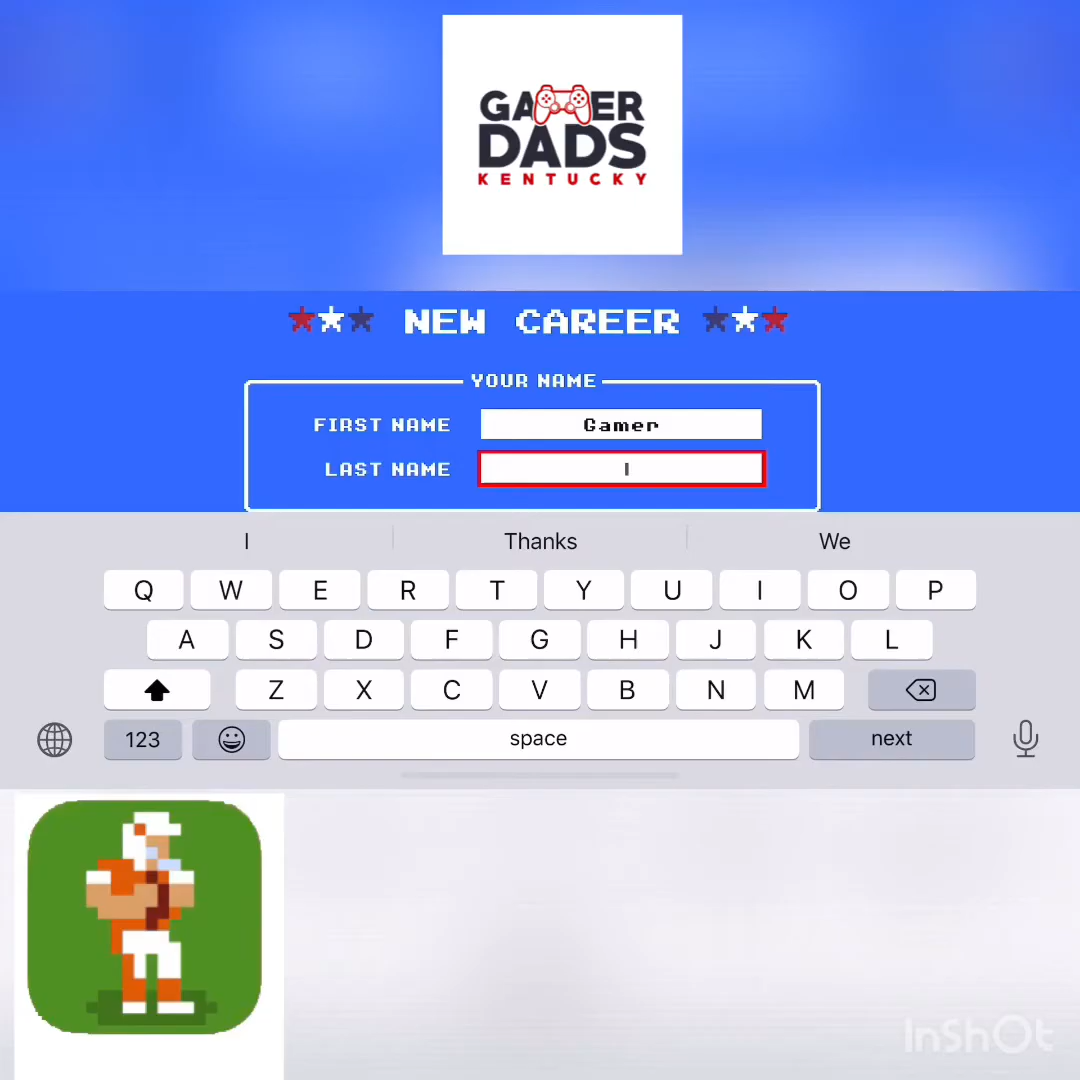 GAMER
DADS
KENTUCKY
NEW CAREER
YOUR NAME
FIRST NAME Gamer
LAST NAME
I Thanks We
Q W E R T Y U I O P
A S D F G H J K L
Z X C V B N M
123 space next
InShOt